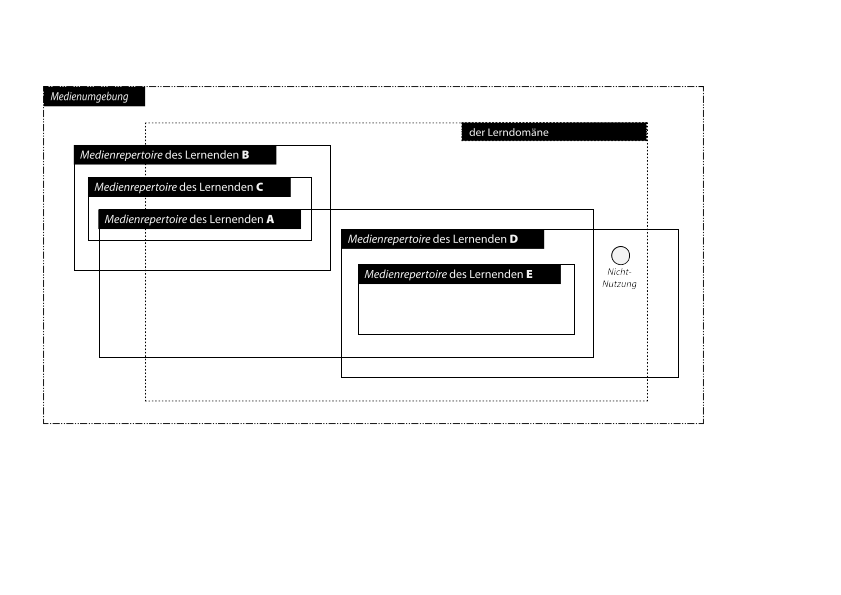 Medienumgebung
der Lerndomäne
Medienrepertoire des Lernenden B
Medienrepertoire des Lernenden C
Medienrepertoire des Lernenden A
Medienrepertoire des Lernenden D
Medienrepertoire des Lernenden E
Nicht-
Nutzung